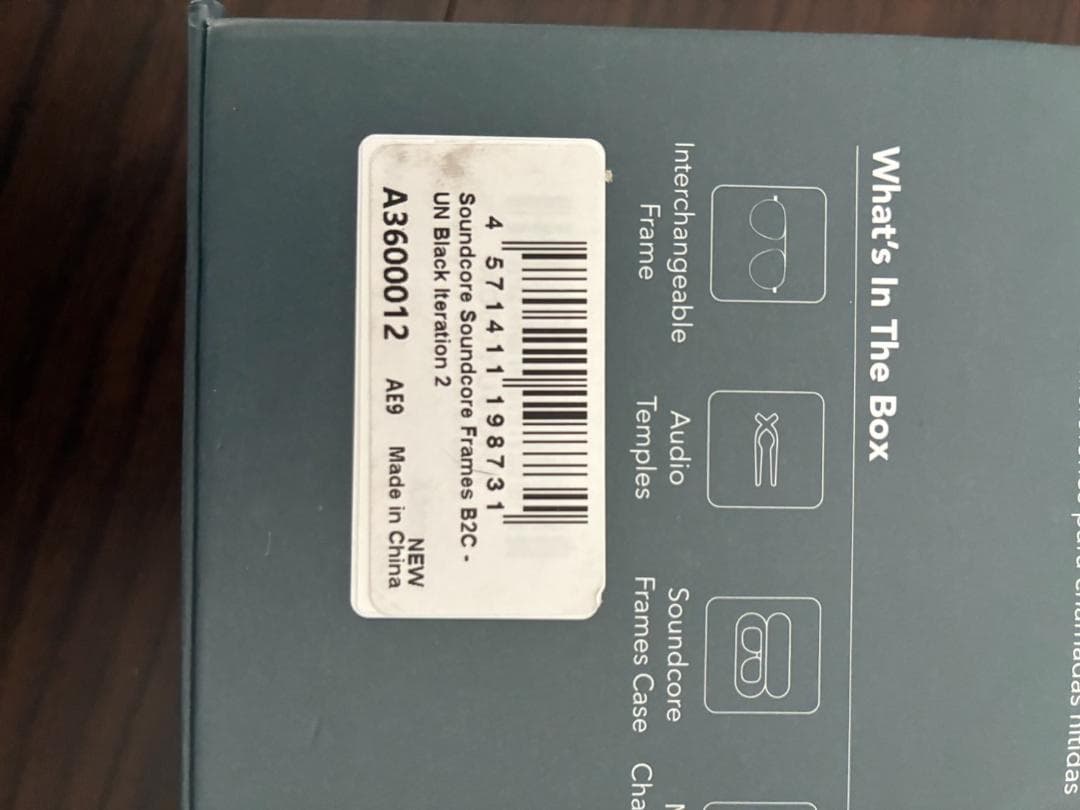 What's In The Box
Interchangeable
Frame
Audio
Temples
Soundcore
Frames Case
4 571411 198731
Soundcore Soundcore Frames B2C -
UN Black Iteration 2
NEW
A3600012 AE9 Made in China